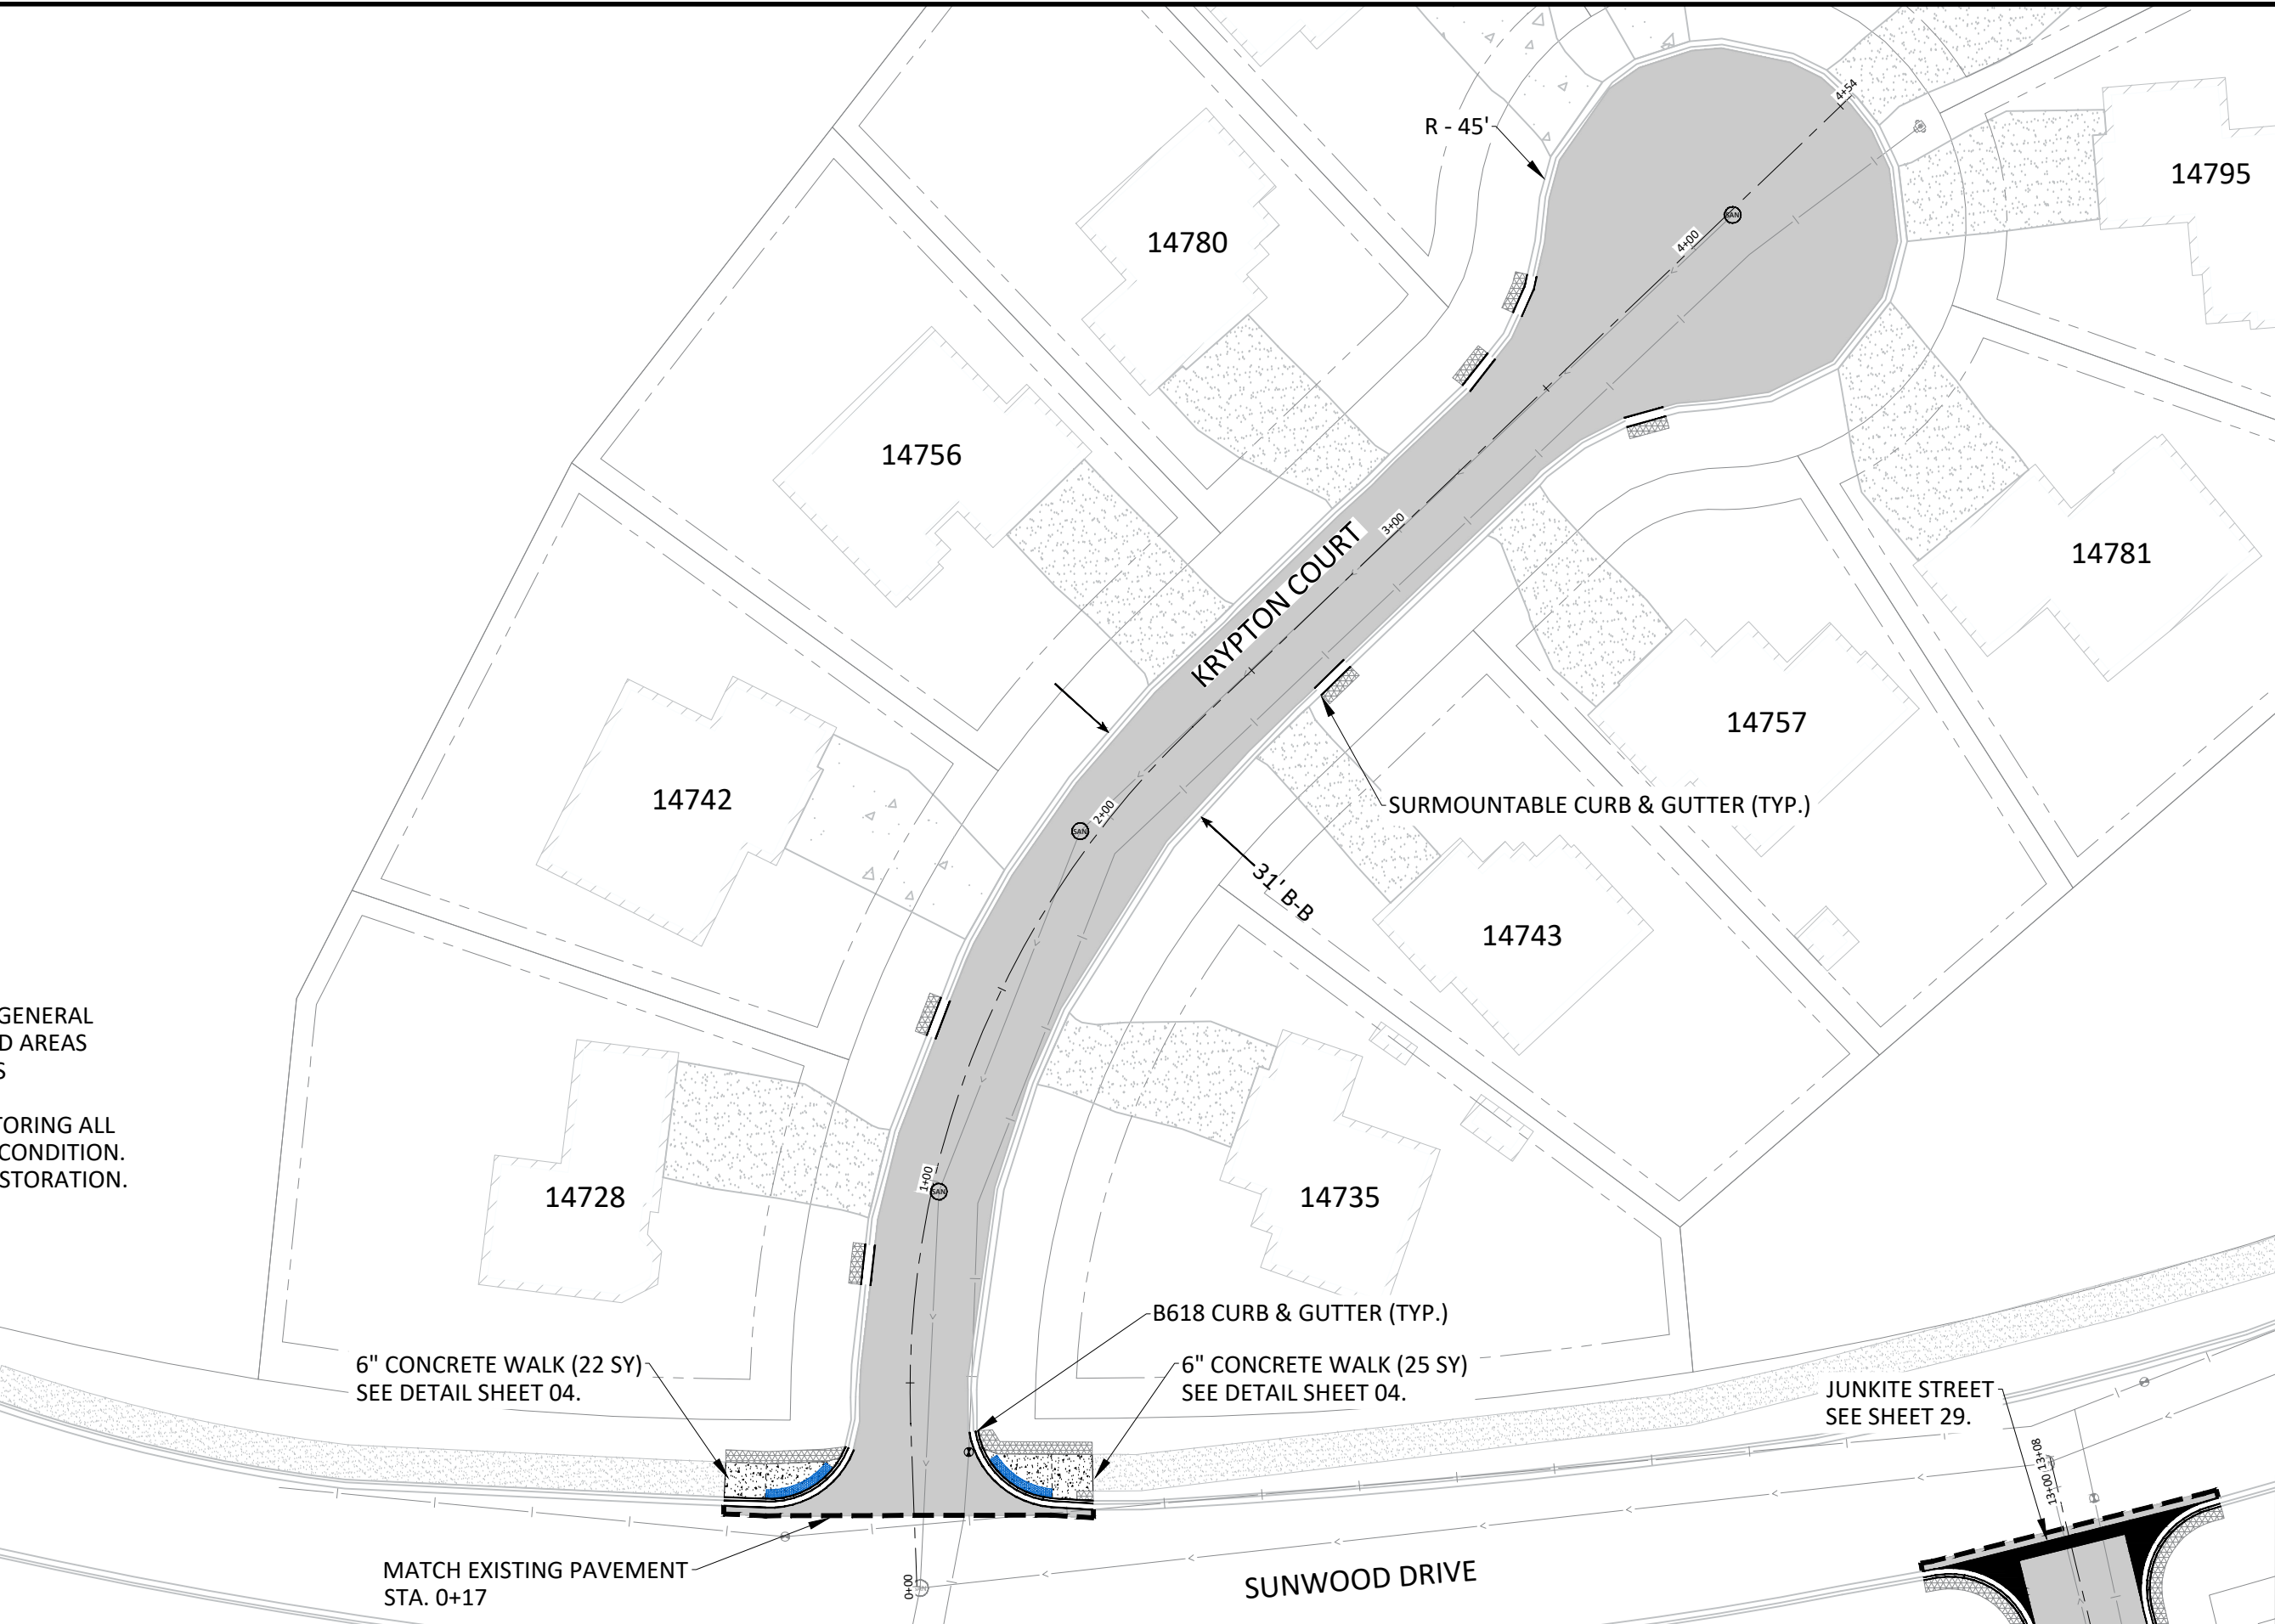 4+54
R - 45'
14795
14780
4+00
14756
3+00
14781
KRYPTON COURT
14757
14742
SURMOUNTABLE CURB & GUTTER (TYP.)
2+00
31' B-B
14743
GENERAL
D AREAS
S
TORING ALL
CONDITION.
STORATION.
1+00
14728
14735
B618 CURB & GUTTER (TYP.)
6" CONCRETE WALK (22 SY)
SEE DETAIL SHEET 04.
6" CONCRETE WALK (25 SY)
SEE DETAIL SHEET 04.
JUNKITE STREET
SEE SHEET 29.
13+08
13+00
MATCH EXISTING PAVEMENT
STA. 0+17
0+00
SUNWOOD DRIVE
SAN
SAN
SAN